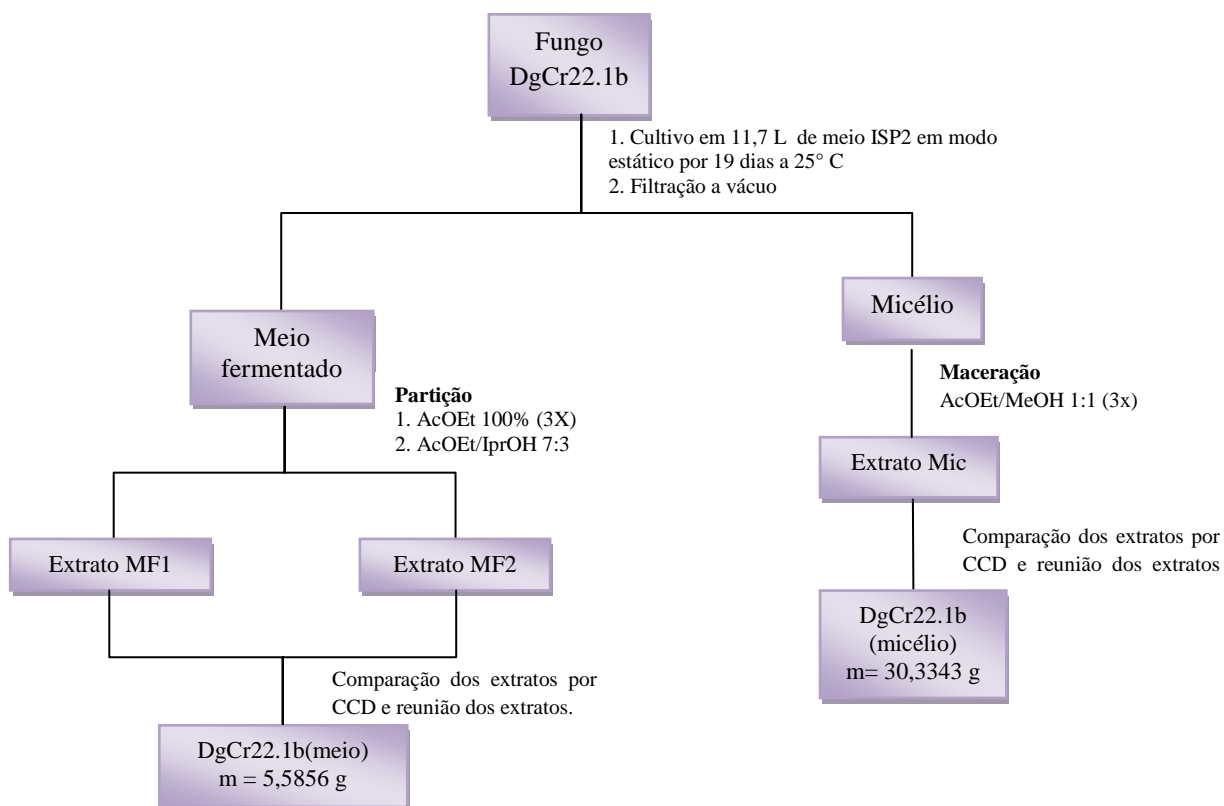 Fungo
DgCr22.1b
1. Cultivo em 11,7 L de meio ISP2 em modo
estático por 19 dias a 25° C
2. Filtração a vácuo
Meio
fermentado
Micélio
Partição
1. AcOEt 100% (3X)
2. AcOEt/IprOH 7:3
Maceração
AcOEt/MeOH 1:1 (3x)
Extrato MF1
Extrato MF2
Extrato Mic
Comparação dos extratos por
CCD e reunião dos extratos.
Comparação dos extratos por
CCD e reunião dos extratos
DgCr22.1b(meio)
m = 5,5856 g
DgCr22.1b
(micélio)
m= 30,3343 g